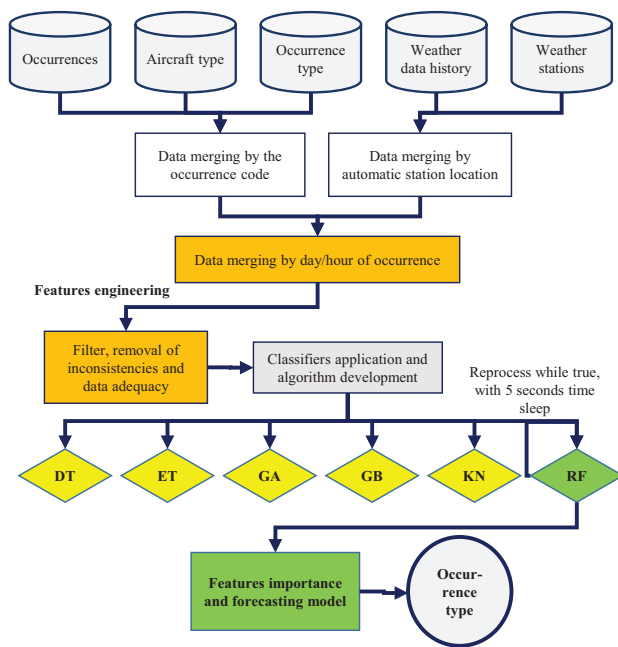 Occurrences
Aircraft type
Occurrence
type
Weather
data history
Weather
stations
Data merging by the
occurrence code
Data merging by
automatic station location
Data merging by day/hour of occurrence
Features engineering
Filter, removal of
inconsistencies and
data adequacy
Classifiers application and
algorithm development
Reprocess while true,
with 5 seconds time
sleep
DT
ET
GA
GB
KN
RF
Features importance
and forecasting model
Occur-
rence
type